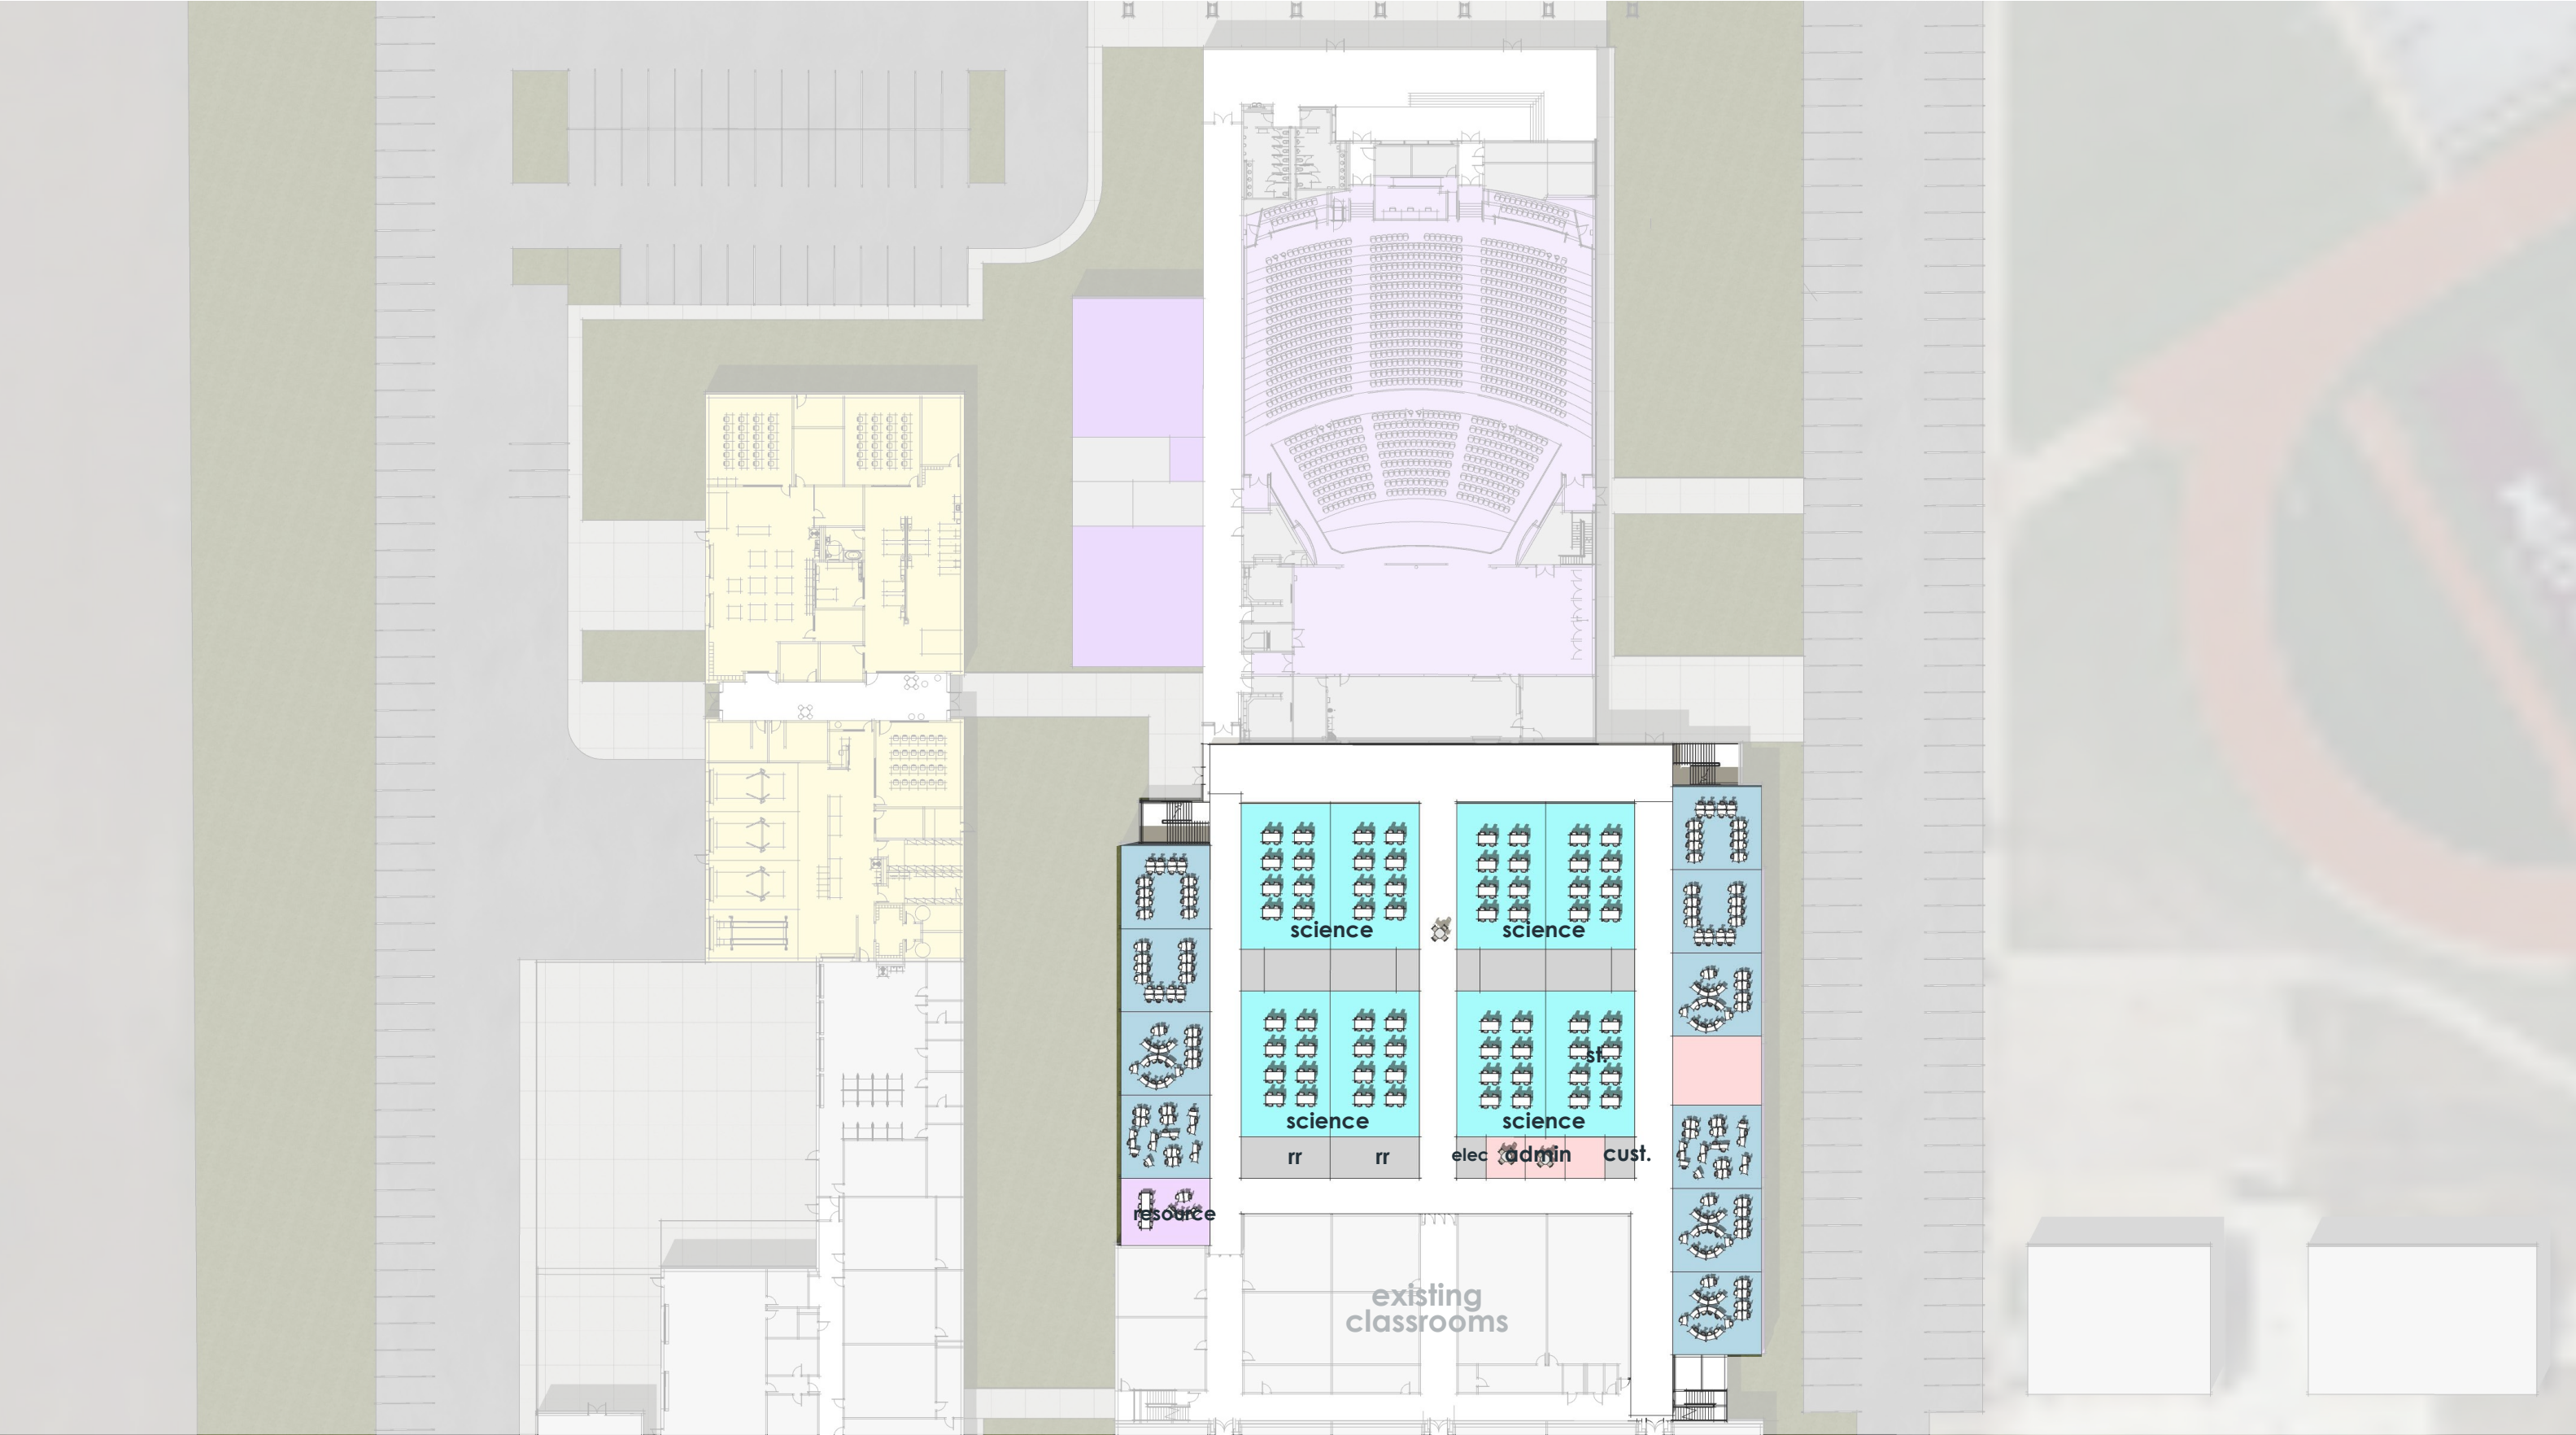 science
science
st.
science
science
rr
rr
elec
admin
cust.
resource
existing
classrooms